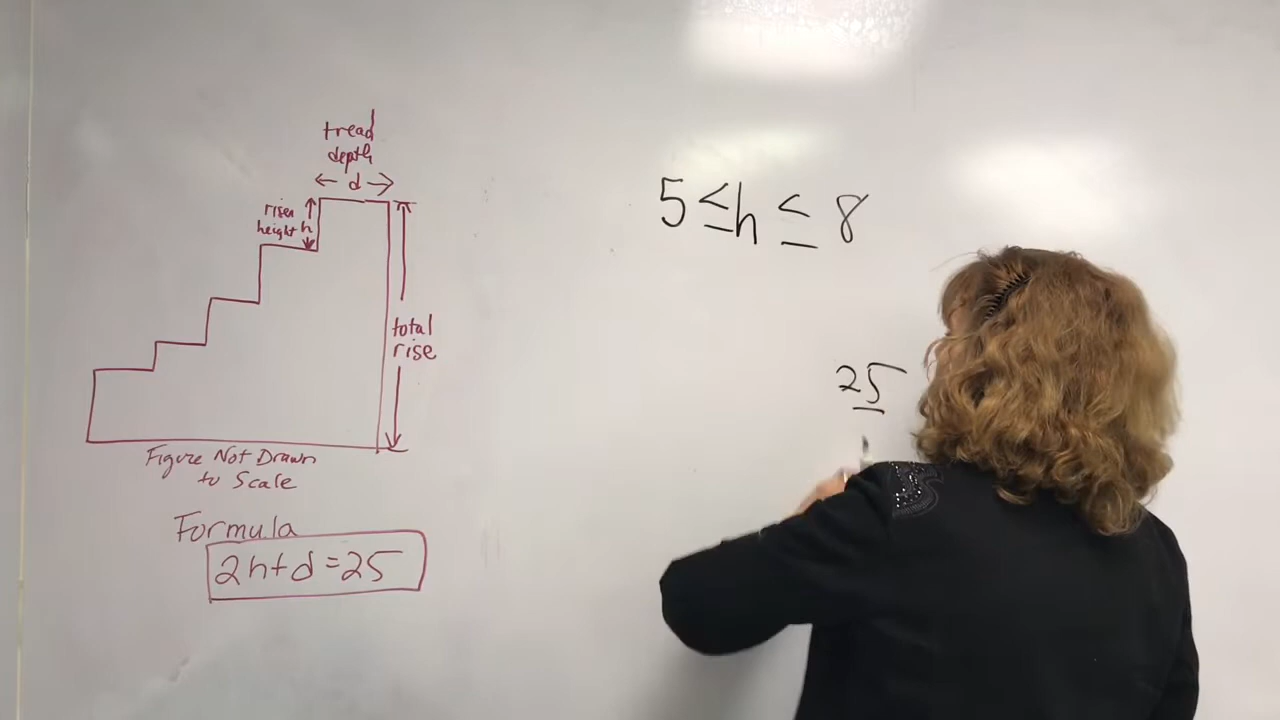 tread
depth
d
riser
height h
total
rise
Figure Not Drawn
to Scale
Formula
2h+d=25
5 ≤ h ≤ 8
25